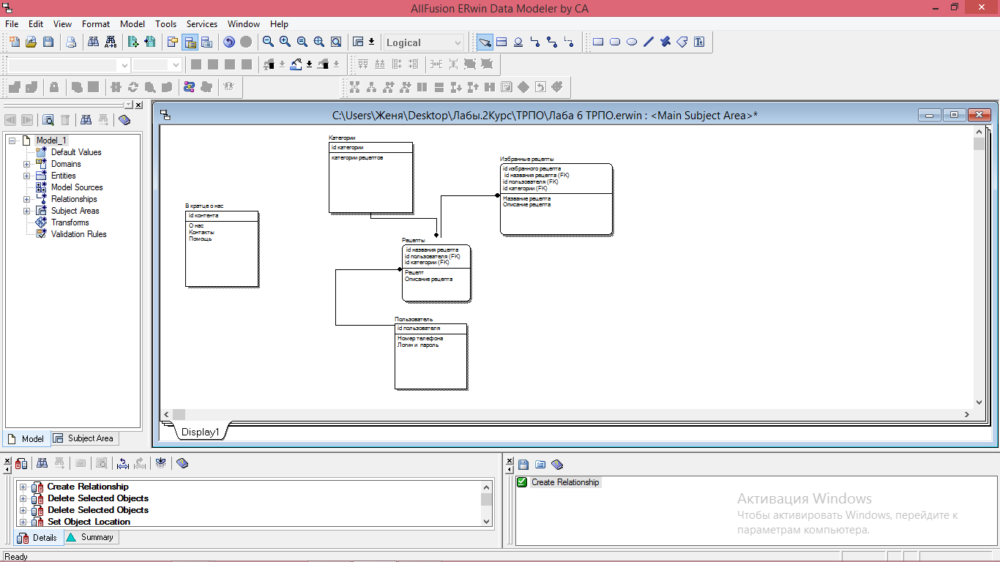 AllFusion ERwin Data Modeler by CA
File Edit View Format Model Tools Services Window Help
Logical
C:\Users\Женя\Desktop\Лабы.2Курс\ТРПО\Лаба 6 ТРПО.erwin : <Main Subject Area>*
Model_1
Default Values
Domains
Entities
Model Sources
Relationships
Subject Areas
Transforms
Validation Rules
Model Subject Area
Категории
id категории
категории рецептов
Избранные рецепты
id избранного рецепта
id названия рецепта (FK)
id пользователя (FK)
id категории (FK)
Название рецепта
Описание рецепта
В кратце о нас
id контента
О нас
Контакты
Помощь
Рецепты
id названия рецепта
id пользователя (FK)
id категории (FK)
Рецепт
Описание рецепта
Пользователь
id пользователя
Номер телефона
Логин и пароль
Display1
Create Relationship
Delete Selected Objects
Delete Selected Objects
Set Object Location
Details Summary
Create Relationship
Активация Windows
Чтобы активировать Windows, перейдите к
параметрам компьютера.
Ready